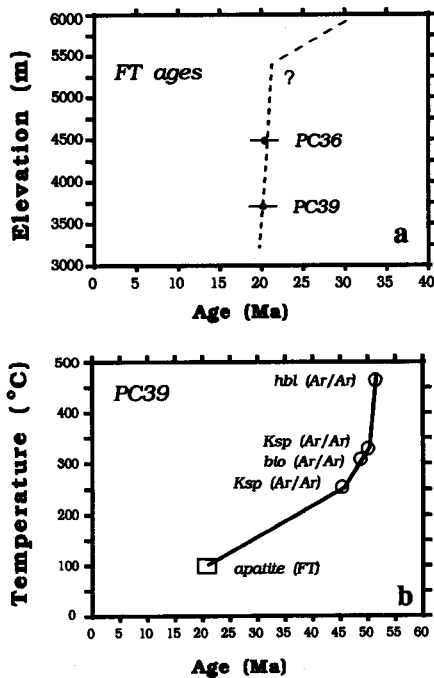 6000
FT ages
5500
?
5000
Elevation (m)
4500
PC36
4000
PC39
3500
3000
a
0 5 10 15 20 25 30 35 40
Age (Ma)
500
PC39
hbl (Ar/Ar)
400
Ksp (Ar/Ar)
bio (Ar/Ar)
300
Ksp (Ar/Ar)
Temperature (°C)
200
100
apatite (FT)
0
b
0 5 10 15 20 25 30 35 40 45 50 55 60
Age (Ma)